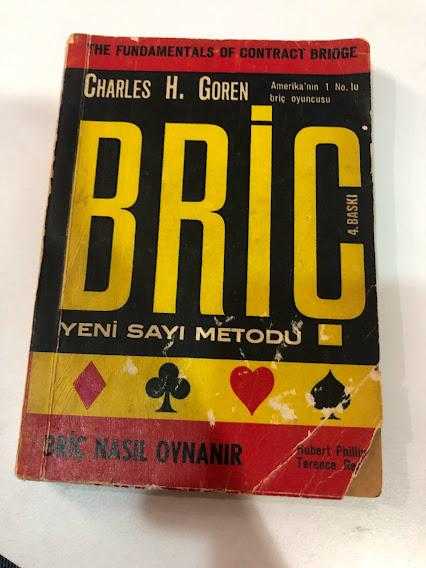 THE FUNDAMENTALS OF CONTRACT BRIDGE
CHARLES H. GOREN
Amerika'nın 1 No.lu
briç oyuncusu
BRİÇ
4. BASKI
YENİ SAYI METODU
BRİÇ NASIL OYNANIR
Hubert
Terence